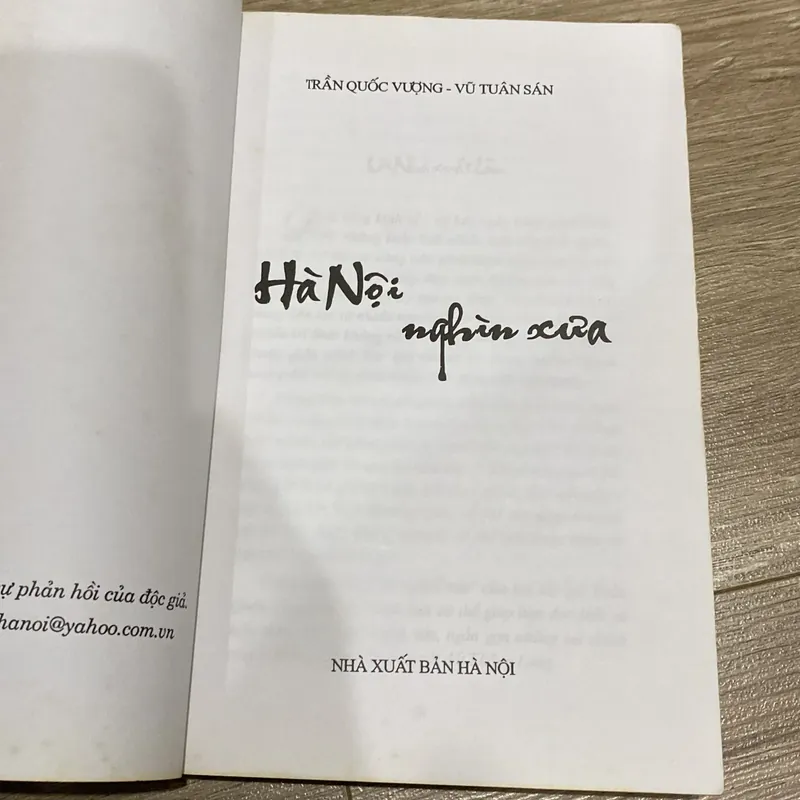 ự phản hồi của độc giả.
hanoi@yahoo.com.vn
TRẦN QUỐC VƯỢNG - VŨ TUÂN SÁN
Hà Nội
nghìn xưa
NHÀ XUẤT BẢN HÀ NỘI